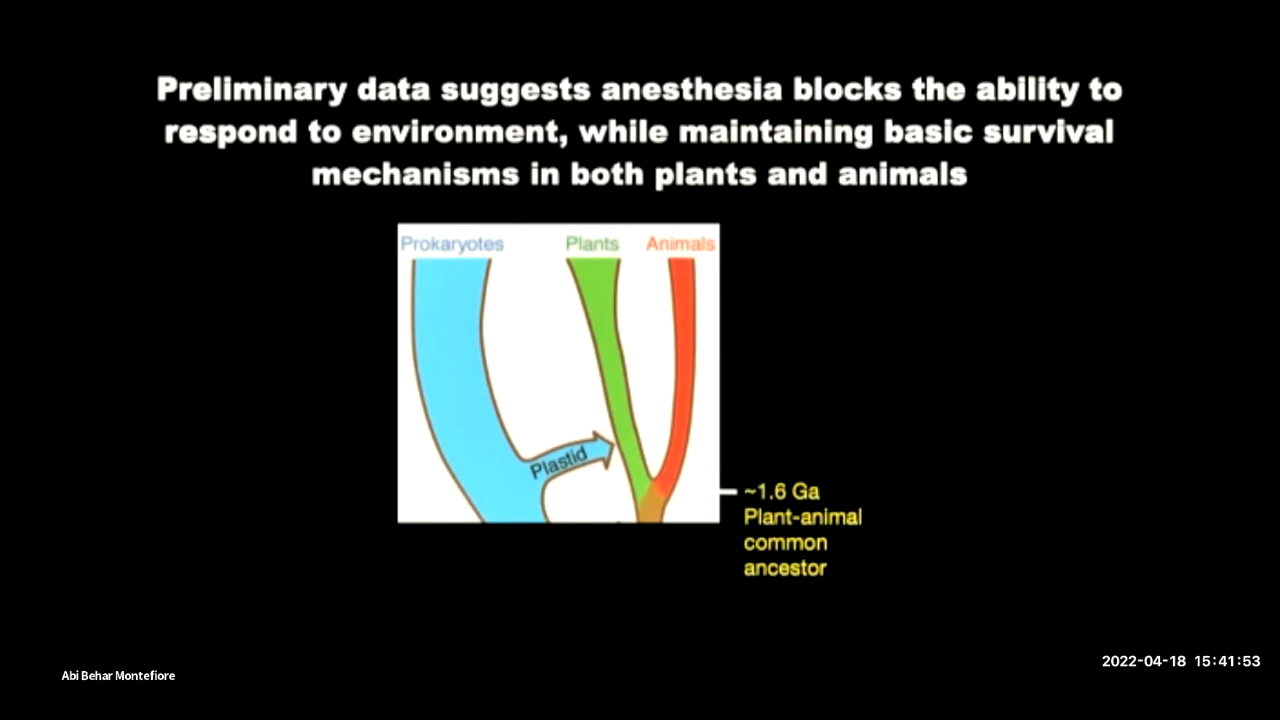 Preliminary data suggests anesthesia blocks the ability to
respond to environment, while maintaining basic survival
mechanisms in both plants and animals
Prokaryotes Plants Animals
Plastid
~1.6 Ga
Plant-animal
common
ancestor
2022-04-18 15:41:53
Abi Behar Montefiore